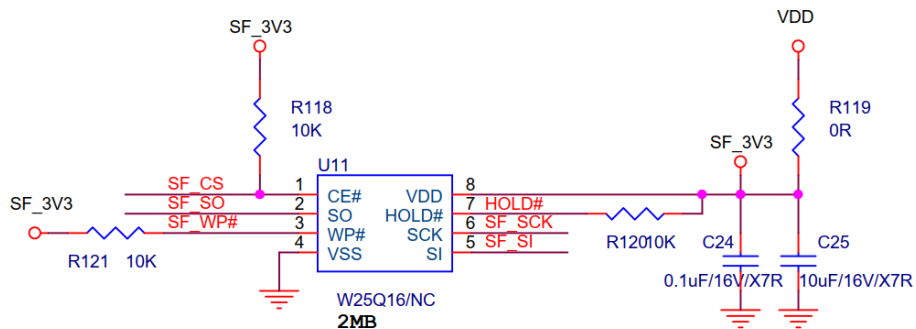 VDD
SF_3V3
R118
10K
R119
0R
SF_3V3
U11
SF_CS
1
CE#
VDD
8
SF_3V3
SF_SO
2
SO
HOLD#
7
HOLD#
SF_WP#
3
WP#
SCK
6
SF_SCK
4
VSS
SI
5
SF_SI
R121
10K
R120
10K
C24
C25
0.1uF/16V/X7R
10uF/16V/X7R
W25Q16/NC
2MB